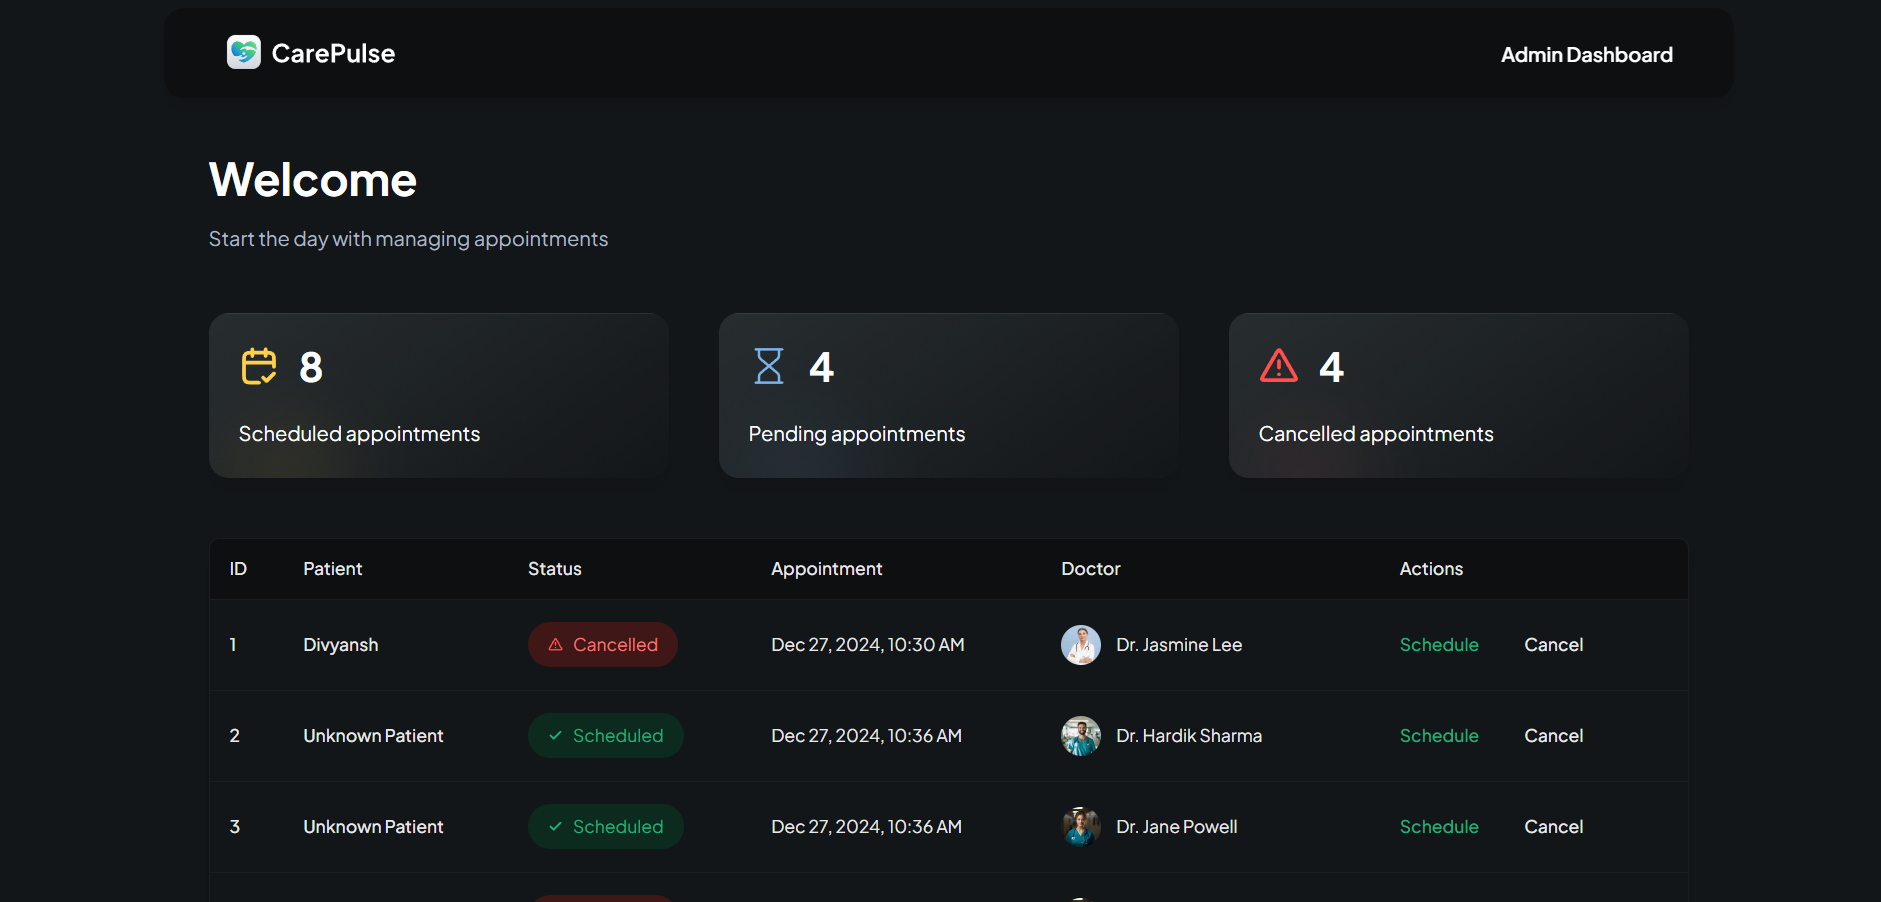 CarePulse
Admin Dashboard
Welcome
Start the day with managing appointments
8
Scheduled appointments
4
Pending appointments
4
Cancelled appointments
ID Patient Status Appointment Doctor Actions
1 Divyansh Cancelled Dec 27, 2024, 10:30 AM Dr. Jasmine Lee Schedule Cancel
2 Unknown Patient Scheduled Dec 27, 2024, 10:36 AM Dr. Hardik Sharma Schedule Cancel
3 Unknown Patient Scheduled Dec 27, 2024, 10:36 AM Dr. Jane Powell Schedule Cancel